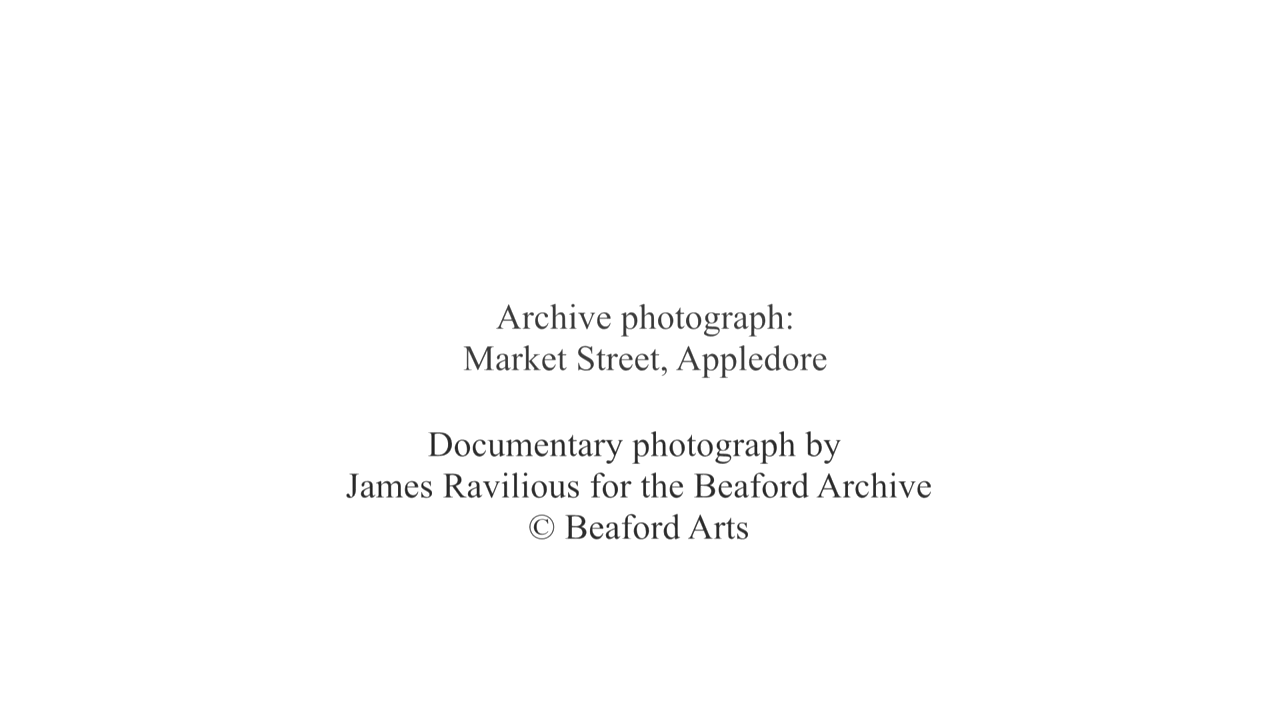 Archive photograph:
Market Street, Appledore
Documentary photograph by
James Ravilious for the Beaford Archive
© Beaford Arts